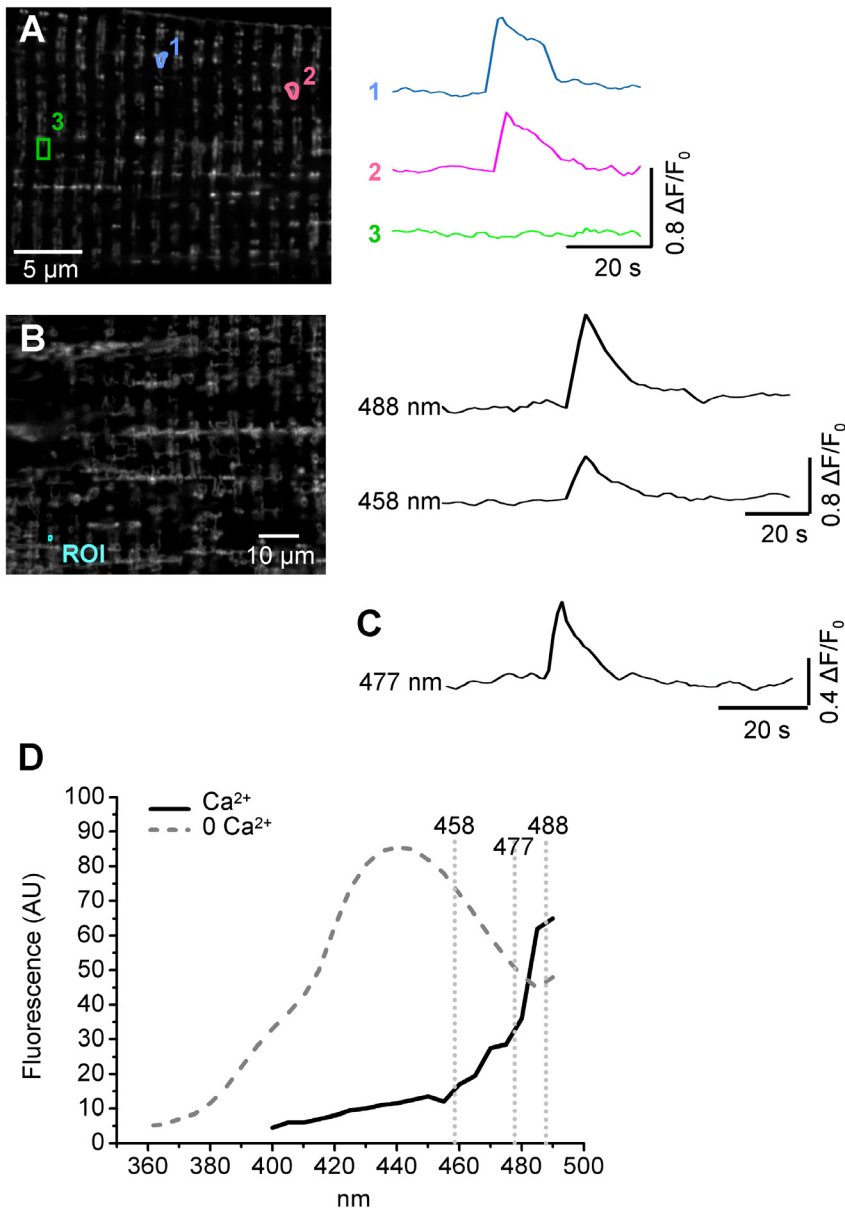 A
1
2
3
5 μm
1
2
3
0.8 ΔF/F₀
20 s
B
ROI
10 μm
488 nm
458 nm
0.8 ΔF/F₀
20 s
C
477 nm
0.4 ΔF/F₀
20 s
D
Ca²⁺
0 Ca²⁺
458
477
488
Fluorescence (AU)
100
90
80
70
60
50
40
30
20
10
0
360 380 400 420 440 460 480 500
nm